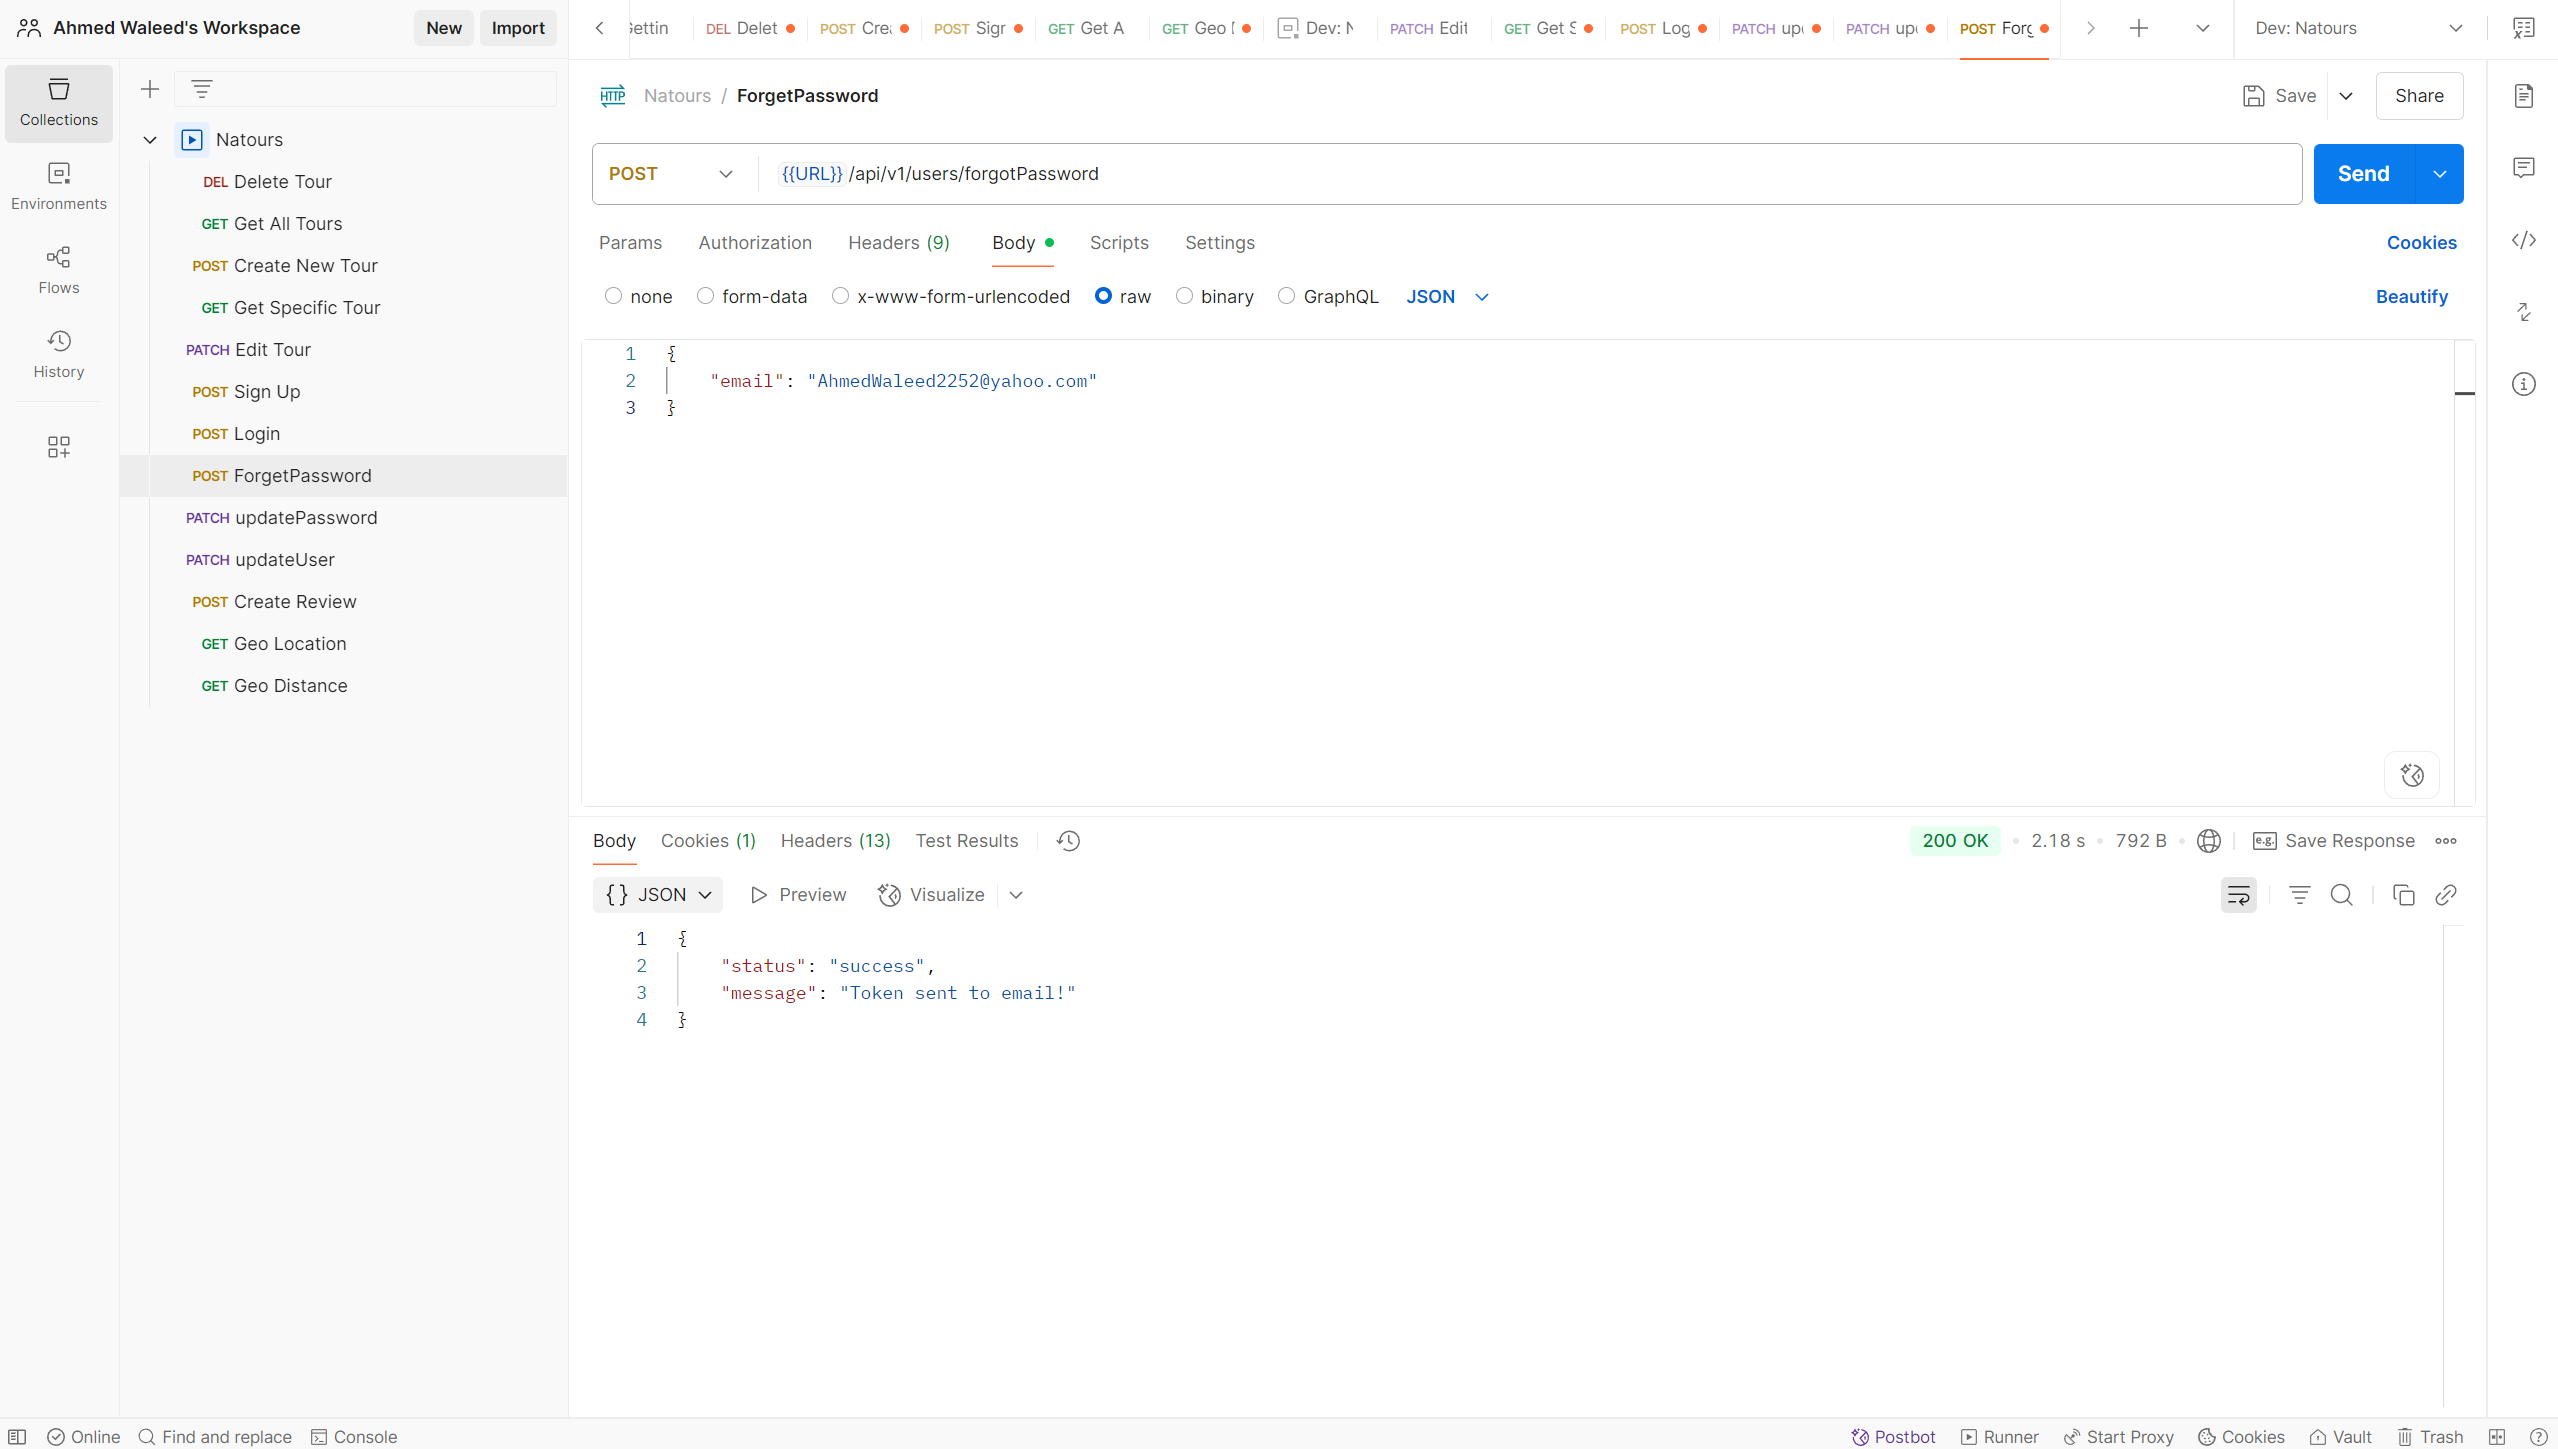 Ahmed Waleed's Workspace
New
Import
DEL Delet
POST
POST Sigr
GET Get A
GET Geo
Dev:
PATCH Edit
GET Get
POST Log
PATCH
PATCH
POST
Dev: Natours
Collections
Environments
Flows
History
Natours
DEL Delete Tour
GET Get All Tours
POST Create New Tour
GET Get Specific Tour
PATCH Edit Tour
POST Sign Up
POST Login
POST ForgetPassword
PATCH updatePassword
PATCH updateUser
POST Create Review
GET Geo Location
GET Geo Distance
HTTP Natours / ForgetPassword
Save
Share
POST
{{URL}} /api/v1/users/forgotPassword
Send
Params Authorization Headers (9) Body Scripts Settings
Cookies
none form-data x-www-form-urlencoded raw binary GraphQL JSON
Beautify
1 {
2 "email": "AhmedWaleed2252@yahoo.com"
3 }
Body Cookies (1) Headers (13) Test Results
200 OK • 2.18 s • 792 B
e.g. Save Response
{} JSON Preview Visualize
1 {
2 "status": "success",
3 "message": "Token sent to email!"
4 }
Online Find and replace Console
Postbot Runner Start Proxy Cookies Vault Trash